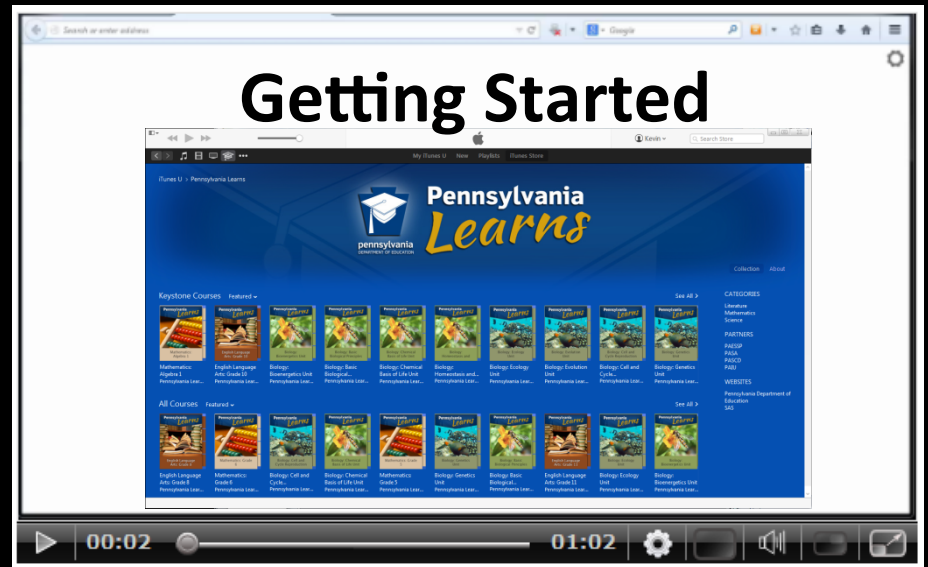 Search or enter address
Google
Getting Started
Kevin
Search Store
My iTunes U New Playlists iTunes Store
iTunes U > Pennsylvania Learns
pennsylvania
DEPARTMENT OF EDUCATION
Pennsylvania
Learns
Collection About
Keystone Courses Featured
See All >
Mathematics: Algebra 1 Pennsylvania Lear...
English Language Arts: Grade 10 Pennsylvania Lear...
Biology: Bioenergetics Unit Pennsylvania Lear...
Biology: Basic Biological... Pennsylvania Lear...
Biology: Chemical Basis of Life Unit Pennsylvania Lear...
Biology: Homeostasis and... Pennsylvania Lear...
Biology: Ecology Unit Pennsylvania Lear...
Biology: Evolution Unit Pennsylvania Lear...
Biology: Cell and Cycle... Pennsylvania Lear...
Biology: Genetics Unit Pennsylvania Lear...
CATEGORIES
Literature
Mathematics
Science
PARTNERS
PAESSP
PASA
PASCD
PAIU
WEBSITES
Pennsylvania Department of
Education
SAS
All Courses Featured
See All >
English Language Arts: Grade 8 Pennsylvania Lear...
Mathematics: Grade 6 Pennsylvania Lear...
Biology: Cell and Cycle... Pennsylvania Lear...
Biology: Chemical Basis of Life Unit Pennsylvania Lear...
Mathematics: Grade 5 Pennsylvania Lear...
Biology: Genetics Unit Pennsylvania Lear...
Biology: Basic Biological... Pennsylvania Lear...
English Language Arts: Grade 11 Pennsylvania Lear...
Biology: Ecology Unit Pennsylvania Lear...
Biology: Bioenergetics Unit Pennsylvania Lear...
00:02
01:02